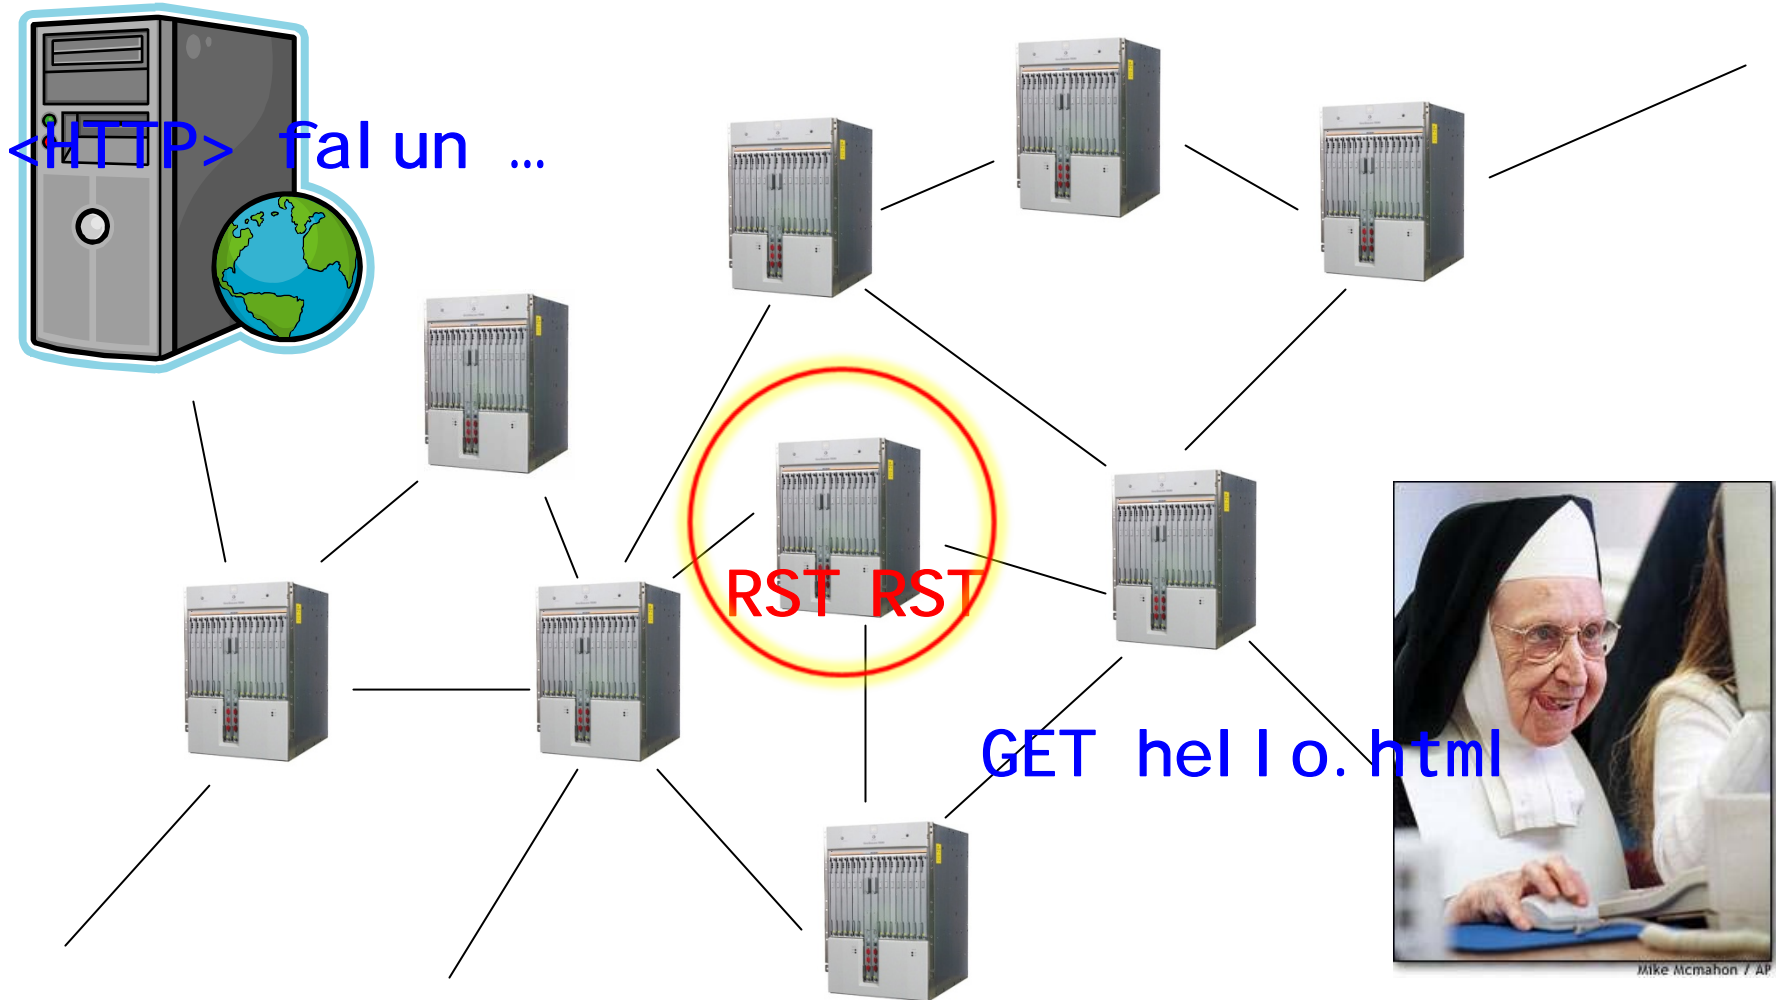 <HTTP> falun ...
RST RST
GET hello.html
Mike Mcmahon / AP